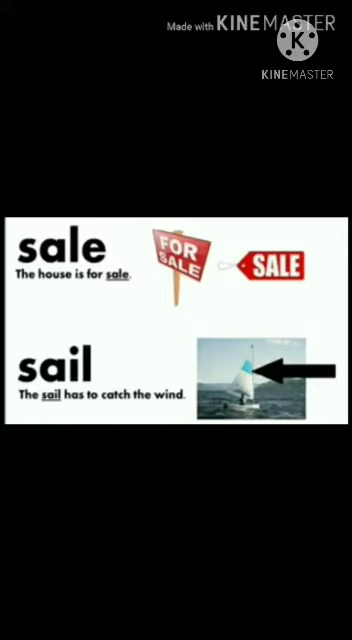 Made with KINEMASTER
K
KINEMASTER
sale
The house is for sale.
FOR
SALE
SALE
sail
The sail has to catch the wind.